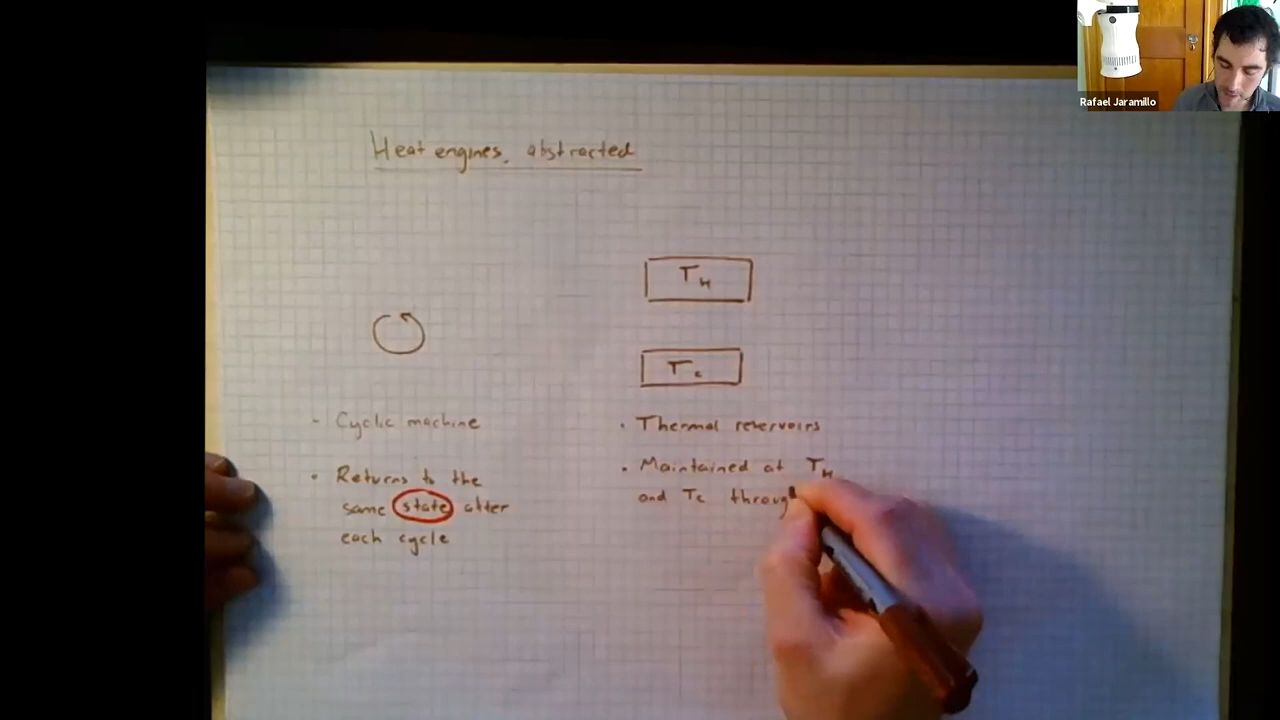 Rafael Jaramillo
Heat engines, abstracted
T_H
T_c
- Cyclic machine
• Returns to the
same state after
each cycle
• Thermal reservoirs
• Maintained at T_H
and T_c throug